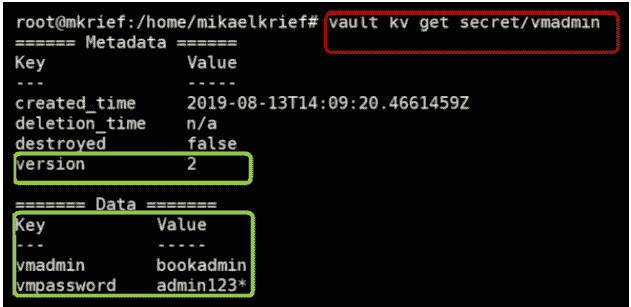 root@mkrief:/home/mikaelkrief# vault kv get secret/vmadmin
====== Metadata ======
Key Value
--- -----
created_time 2019-08-13T14:09:20.4661459Z
deletion_time n/a
destroyed false
version 2
======= Data =======
Key Value
--- -----
vmadmin bookadmin
vmpassword admin123*